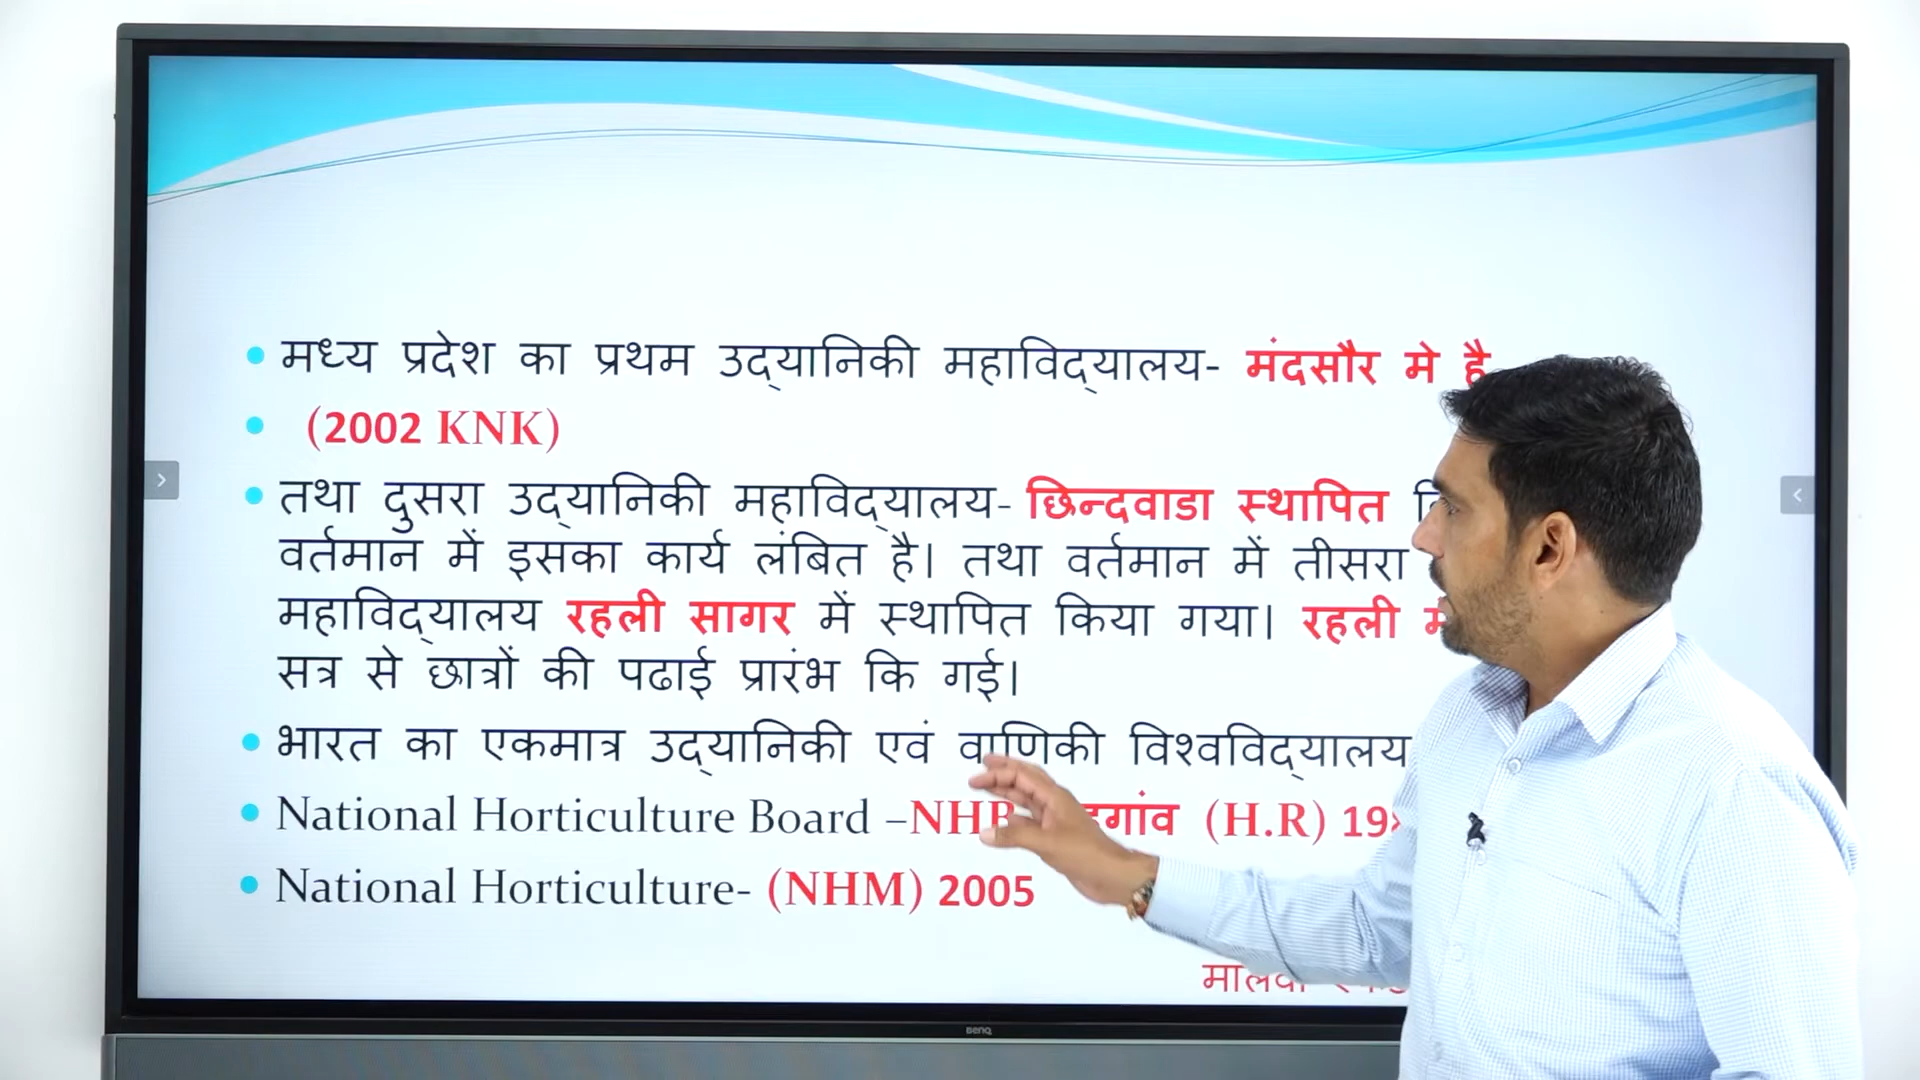 मध्य प्रदेश का प्रथम उद्यानिकी महाविद्यालय- मंदसौर मे है
(2002 KNK)
तथा दुसरा उद्यानिकी महाविद्यालय- छिन्दवाडा स्थापित
वर्तमान में इसका कार्य लंबित है। तथा वर्तमान में तीसरा
महाविद्यालय रहली सागर में स्थापित किया गया। रहली
सत्र से छात्रों की पढाई प्रारंभ कि गई।
भारत का एकमात्र उद्यानिकी एवं वाणिकी विश्वविद्यालय
National Horticulture Board – (H.R)
National Horticulture- (NHM) 2005
BenQ